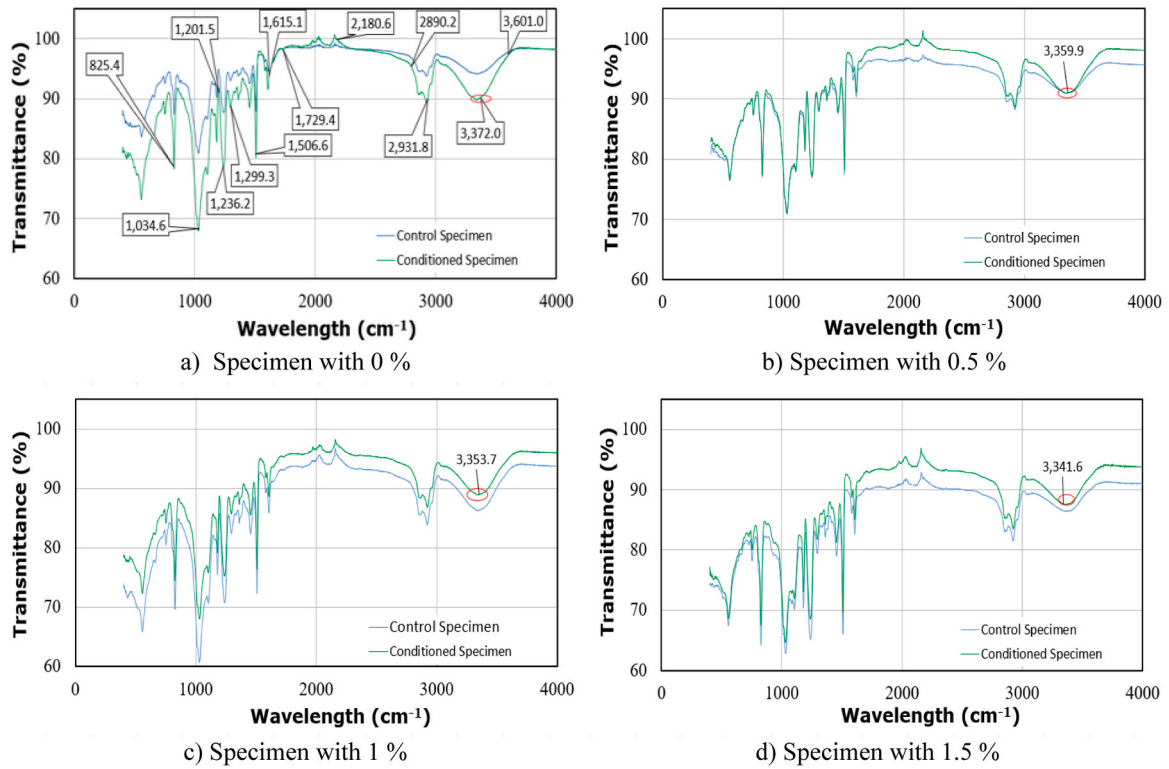 1,201.5
1,615.1
2,180.6
2890.2
3,601.0
825.4
1,729.4
3,372.0
2,931.8
1,506.6
1,299.3
1,236.2
1,034.6
Transmittance (%)
100
90
80
70
60
Control Specimen
Conditioned Specimen
0 1000 2000 3000 4000
Wavelength (cm⁻¹)
a) Specimen with 0 %
3,359.9
Transmittance (%)
100
90
80
70
60
Control Specimen
Conditioned Specimen
0 1000 2000 3000 4000
Wavelength (cm⁻¹)
b) Specimen with 0.5 %
3,353.7
Transmittance (%)
100
90
80
70
60
Control Specimen
Conditioned Specimen
0 1000 2000 3000 4000
Wavelength (cm⁻¹)
c) Specimen with 1 %
3,341.6
Transmittance (%)
100
90
80
70
60
Control Specimen
Conditioned Specimen
0 1000 2000 3000 4000
Wavelength (cm⁻¹)
d) Specimen with 1.5 %